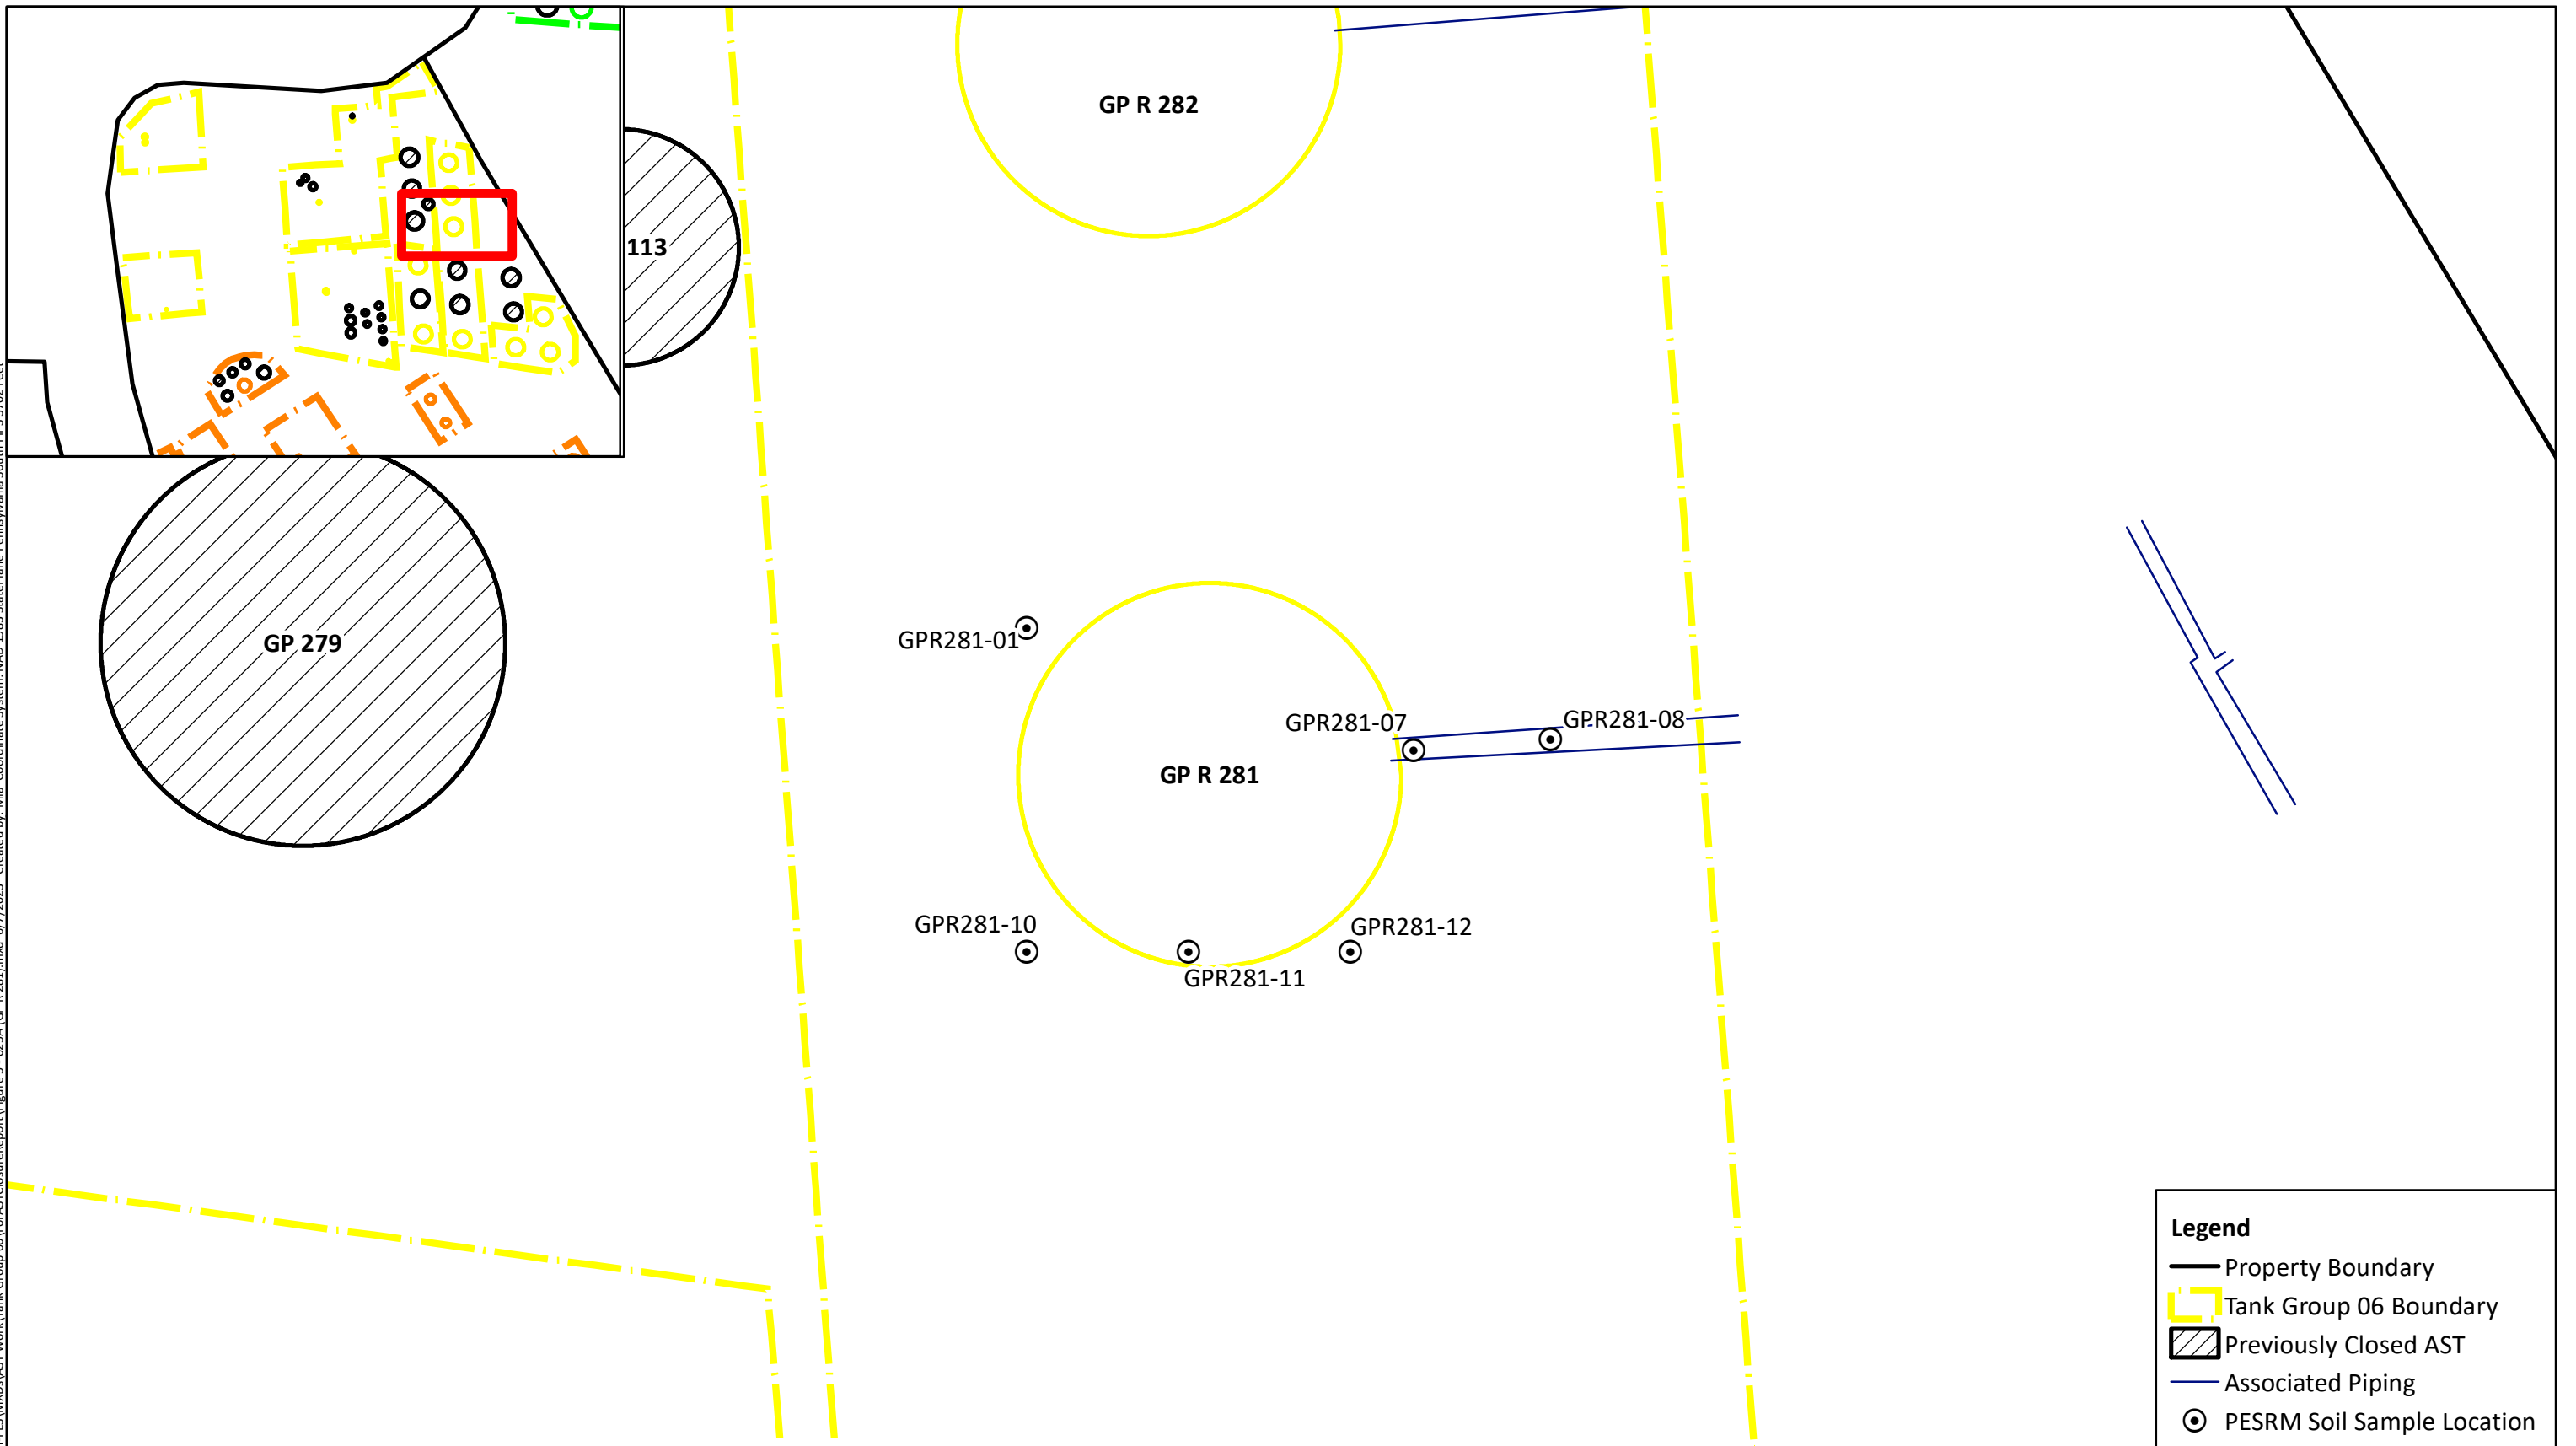 GP R 282
113
GP 279
GPR281-01
GPR281-07
GPR281-08
GP R 281
GPR281-10
GPR281-12
GPR281-11
Legend
Property Boundary
Tank Group 06 Boundary
Previously Closed AST
Associated Piping
PESRM Soil Sample Location